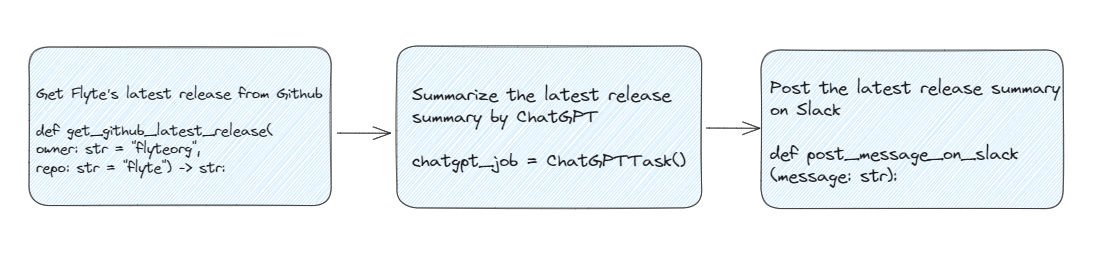 Get Flyte's latest release from Github
def get_github_latest_release(
owner: str = "flyteorg",
repo: str = "flyte") -> str:
Summarize the latest release
summary by ChatGPT
chatgpt_job = ChatGPTTask()
Post the latest release summary
on Slack
def post_message_on_slack
(message: str):